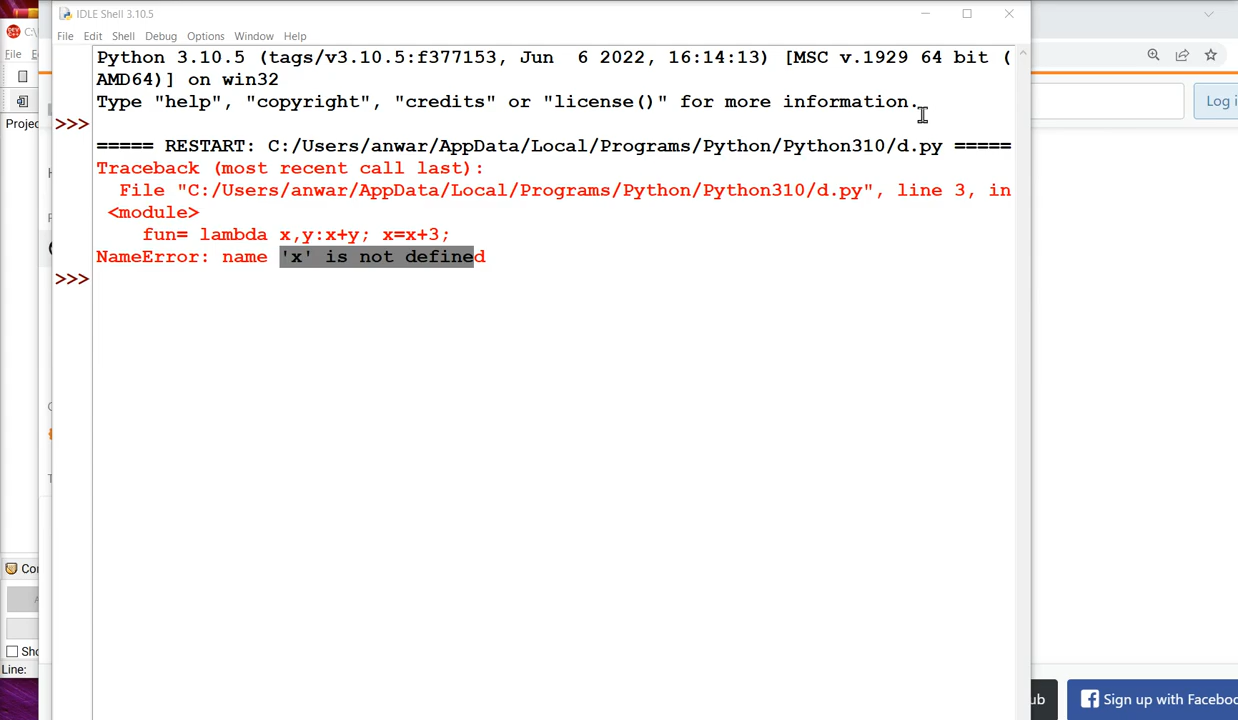 IDLE Shell 3.10.5
File Edit Shell Debug Options Window Help
Python 3.10.5 (tags/v3.10.5:f377153, Jun  6 2022, 16:14:13) [MSC v.1929 64 bit (
AMD64)] on win32
Type "help", "copyright", "credits" or "license()" for more information.
>>>
===== RESTART: C:/Users/anwar/AppData/Local/Programs/Python/Python310/d.py =====
Traceback (most recent call last):
  File "C:/Users/anwar/AppData/Local/Programs/Python/Python310/d.py", line 3, in
 <module>
    fun= lambda x,y:x+y; x=x+3;
NameError: name 'x' is not defined
>>>
C:\
File
Projec
Log i
Line:
Sign up with Faceboo